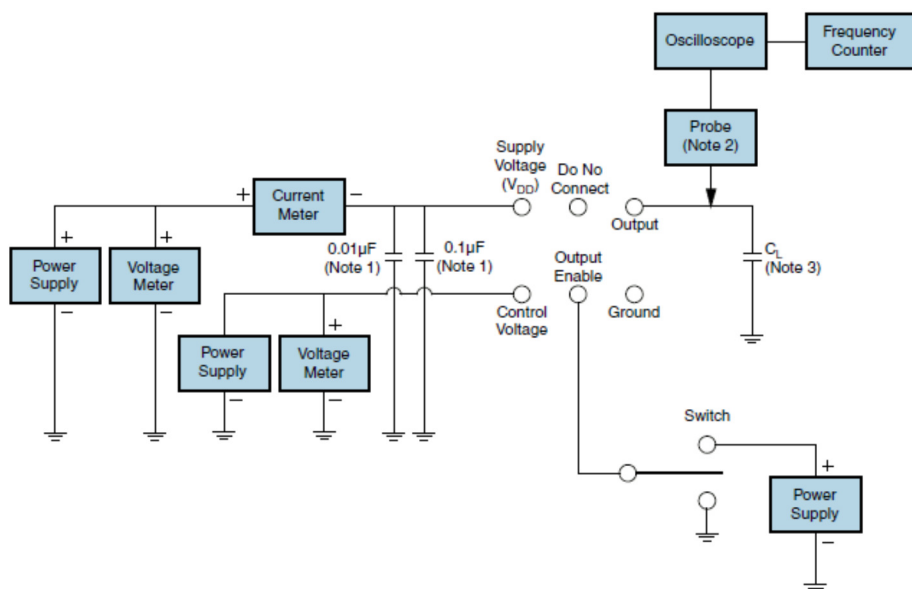 Oscilloscope
Frequency
Counter
Probe
(Note 2)
Supply
Voltage
(VDD)
Do No
Connect
Output
+
Current
Meter
−
0.01µF
(Note 1)
0.1µF
(Note 1)
CL
(Note 3)
+
Power
Supply
−
+
Voltage
Meter
−
Output
Enable
Control
Voltage
Ground
Power
Supply
−
+
Voltage
Meter
−
Switch
+
Power
Supply
−